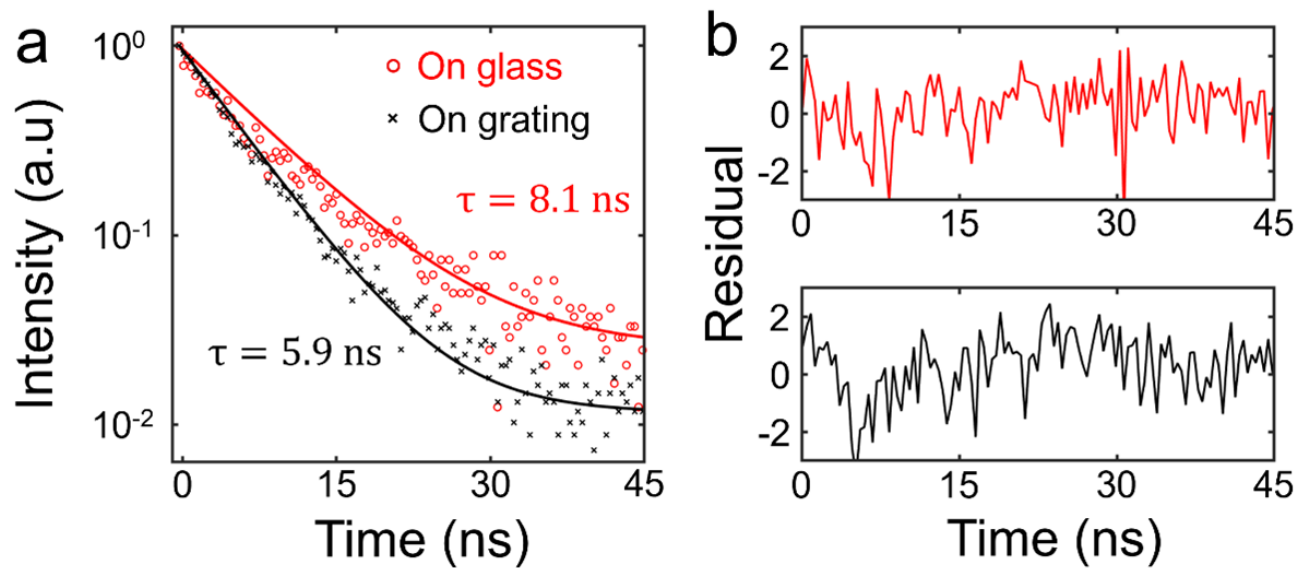 a
Intensity (a.u)
10⁰
10⁻¹
10⁻²
○ On glass
× On grating
τ = 8.1 ns
τ = 5.9 ns
0 15 30 45
Time (ns)
b
Residual
2
0
-2
0 15 30 45
2
0
-2
0 15 30 45
Time (ns)